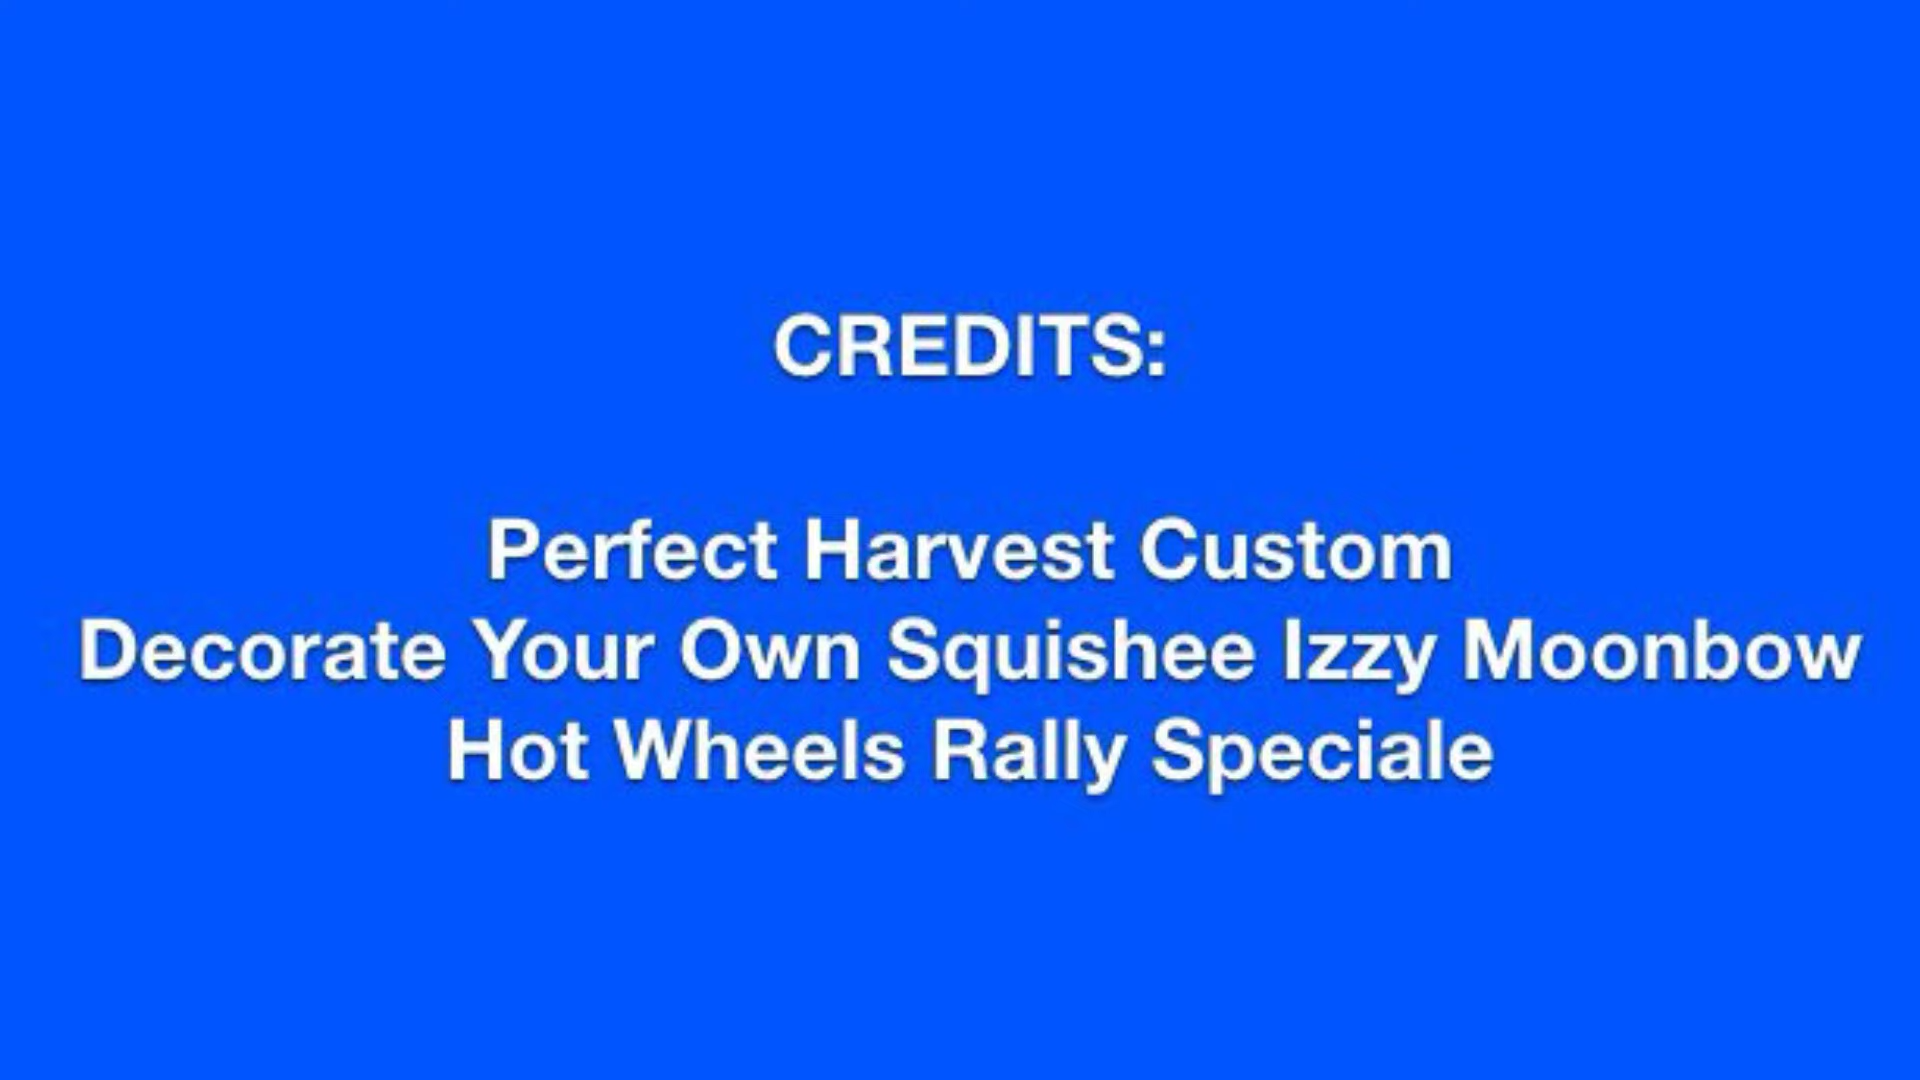 CREDITS:
Perfect Harvest Custom
Decorate Your Own Squishee Izzy Moonbow
Hot Wheels Rally Speciale